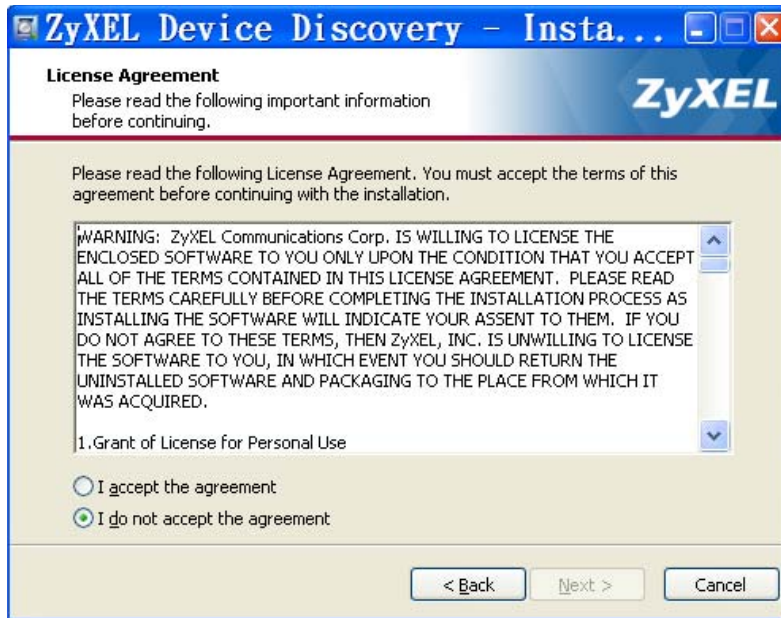 ZyXEL Device Discovery - Insta...
License Agreement
Please read the following important information
before continuing.
ZyXEL
Please read the following License Agreement. You must accept the terms of this
agreement before continuing with the installation.
WARNING: ZyXEL Communications Corp. IS WILLING TO LICENSE THE
ENCLOSED SOFTWARE TO YOU ONLY UPON THE CONDITION THAT YOU ACCEPT
ALL OF THE TERMS CONTAINED IN THIS LICENSE AGREEMENT. PLEASE READ
THE TERMS CAREFULLY BEFORE COMPLETING THE INSTALLATION PROCESS AS
INSTALLING THE SOFTWARE WILL INDICATE YOUR ASSENT TO THEM. IF YOU
DO NOT AGREE TO THESE TERMS, THEN ZyXEL, INC. IS UNWILLING TO LICENSE
THE SOFTWARE TO YOU, IN WHICH EVENT YOU SHOULD RETURN THE
UNINSTALLED SOFTWARE AND PACKAGING TO THE PLACE FROM WHICH IT
WAS ACQUIRED.
1.Grant of License for Personal Use
I accept the agreement
I do not accept the agreement
< Back
Next >
Cancel